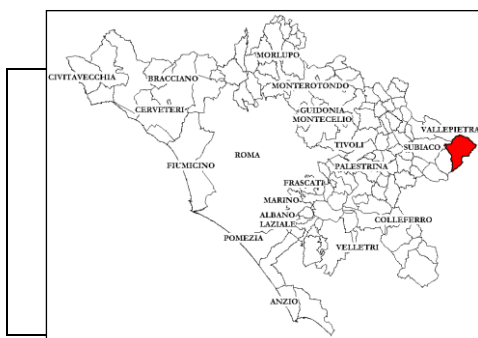 MORLUPO
CIVITAVECCHIA
BRACCIANO
MONTEROTONDO
CERVETERI
GUIDONIA
MONTECELIO
VALLEPIETRA
TIVOLI
SUBIACO
ROMA
FIUMICINO
PALESTRINA
FRASCATI
MARINO
ALBANO
LAZIALE
COLLEFERRO
POMEZIA
VELLETRI
ANZIO